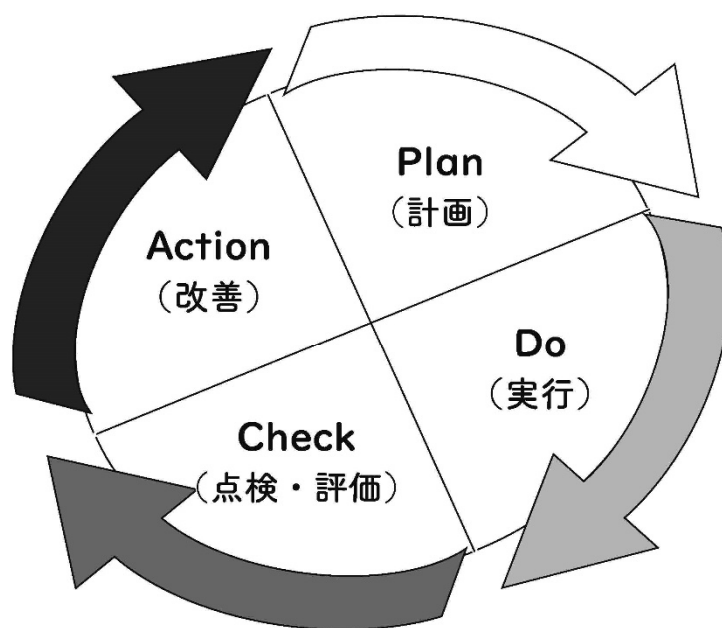 Plan
（計画）
Do
（実行）
Check
（点検・評価）
Action
（改善）